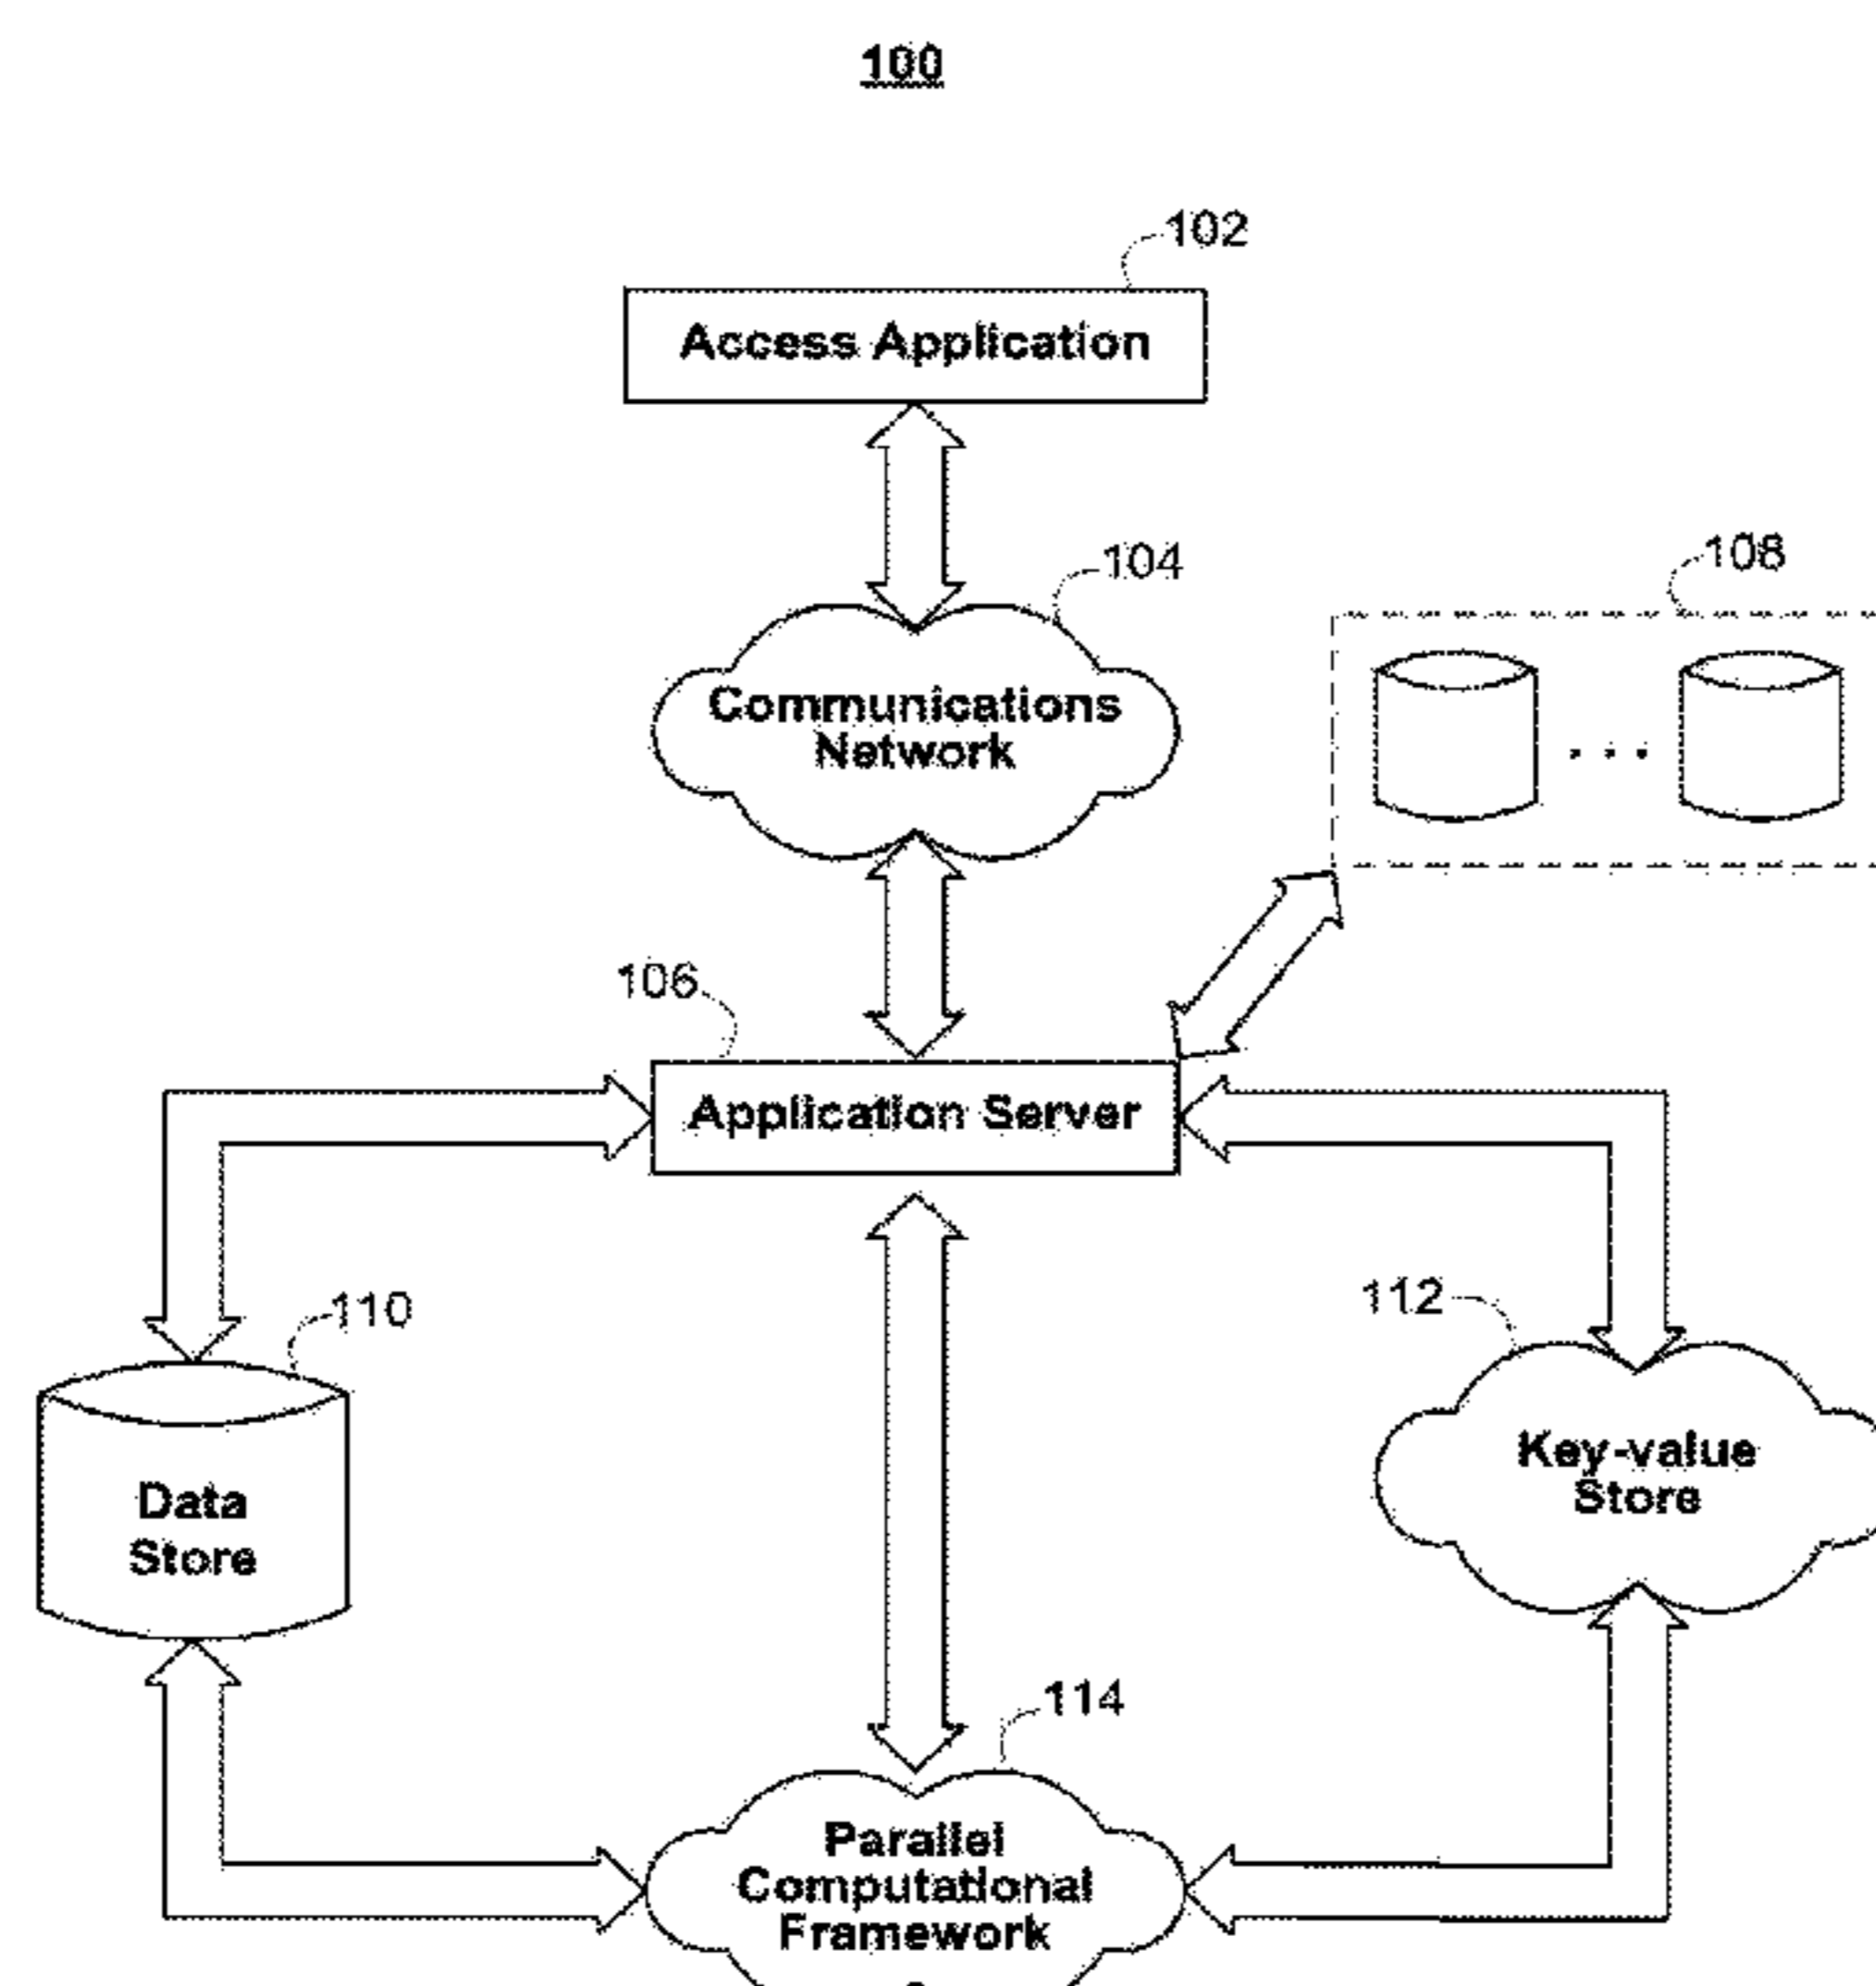 100
102
Access Application
104
Communications
Network
108
. . .
106
Application Server
110
Data
Store
112
Key-value
Store
114
Parallel
Computational
Framework